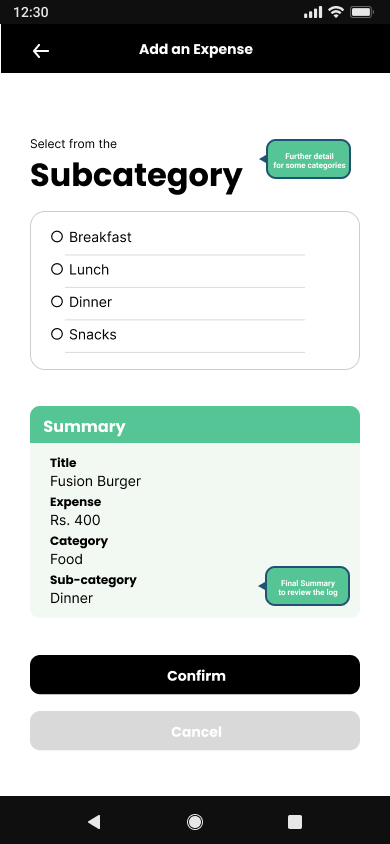 12:30
Add an Expense
Select from the
Subcategory
Further detail
for some categories
Breakfast
Lunch
Dinner
Snacks
Summary
Title
Fusion Burger
Expense
Rs. 400
Category
Food
Sub-category
Dinner
Final Summary
to review the log
Confirm
Cancel